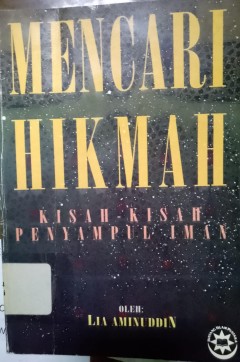 MENCARI
HIKMAH
KISAH KISAH
PENYAMPUL IMAN
OLEH:
LIA AMINUDDIN